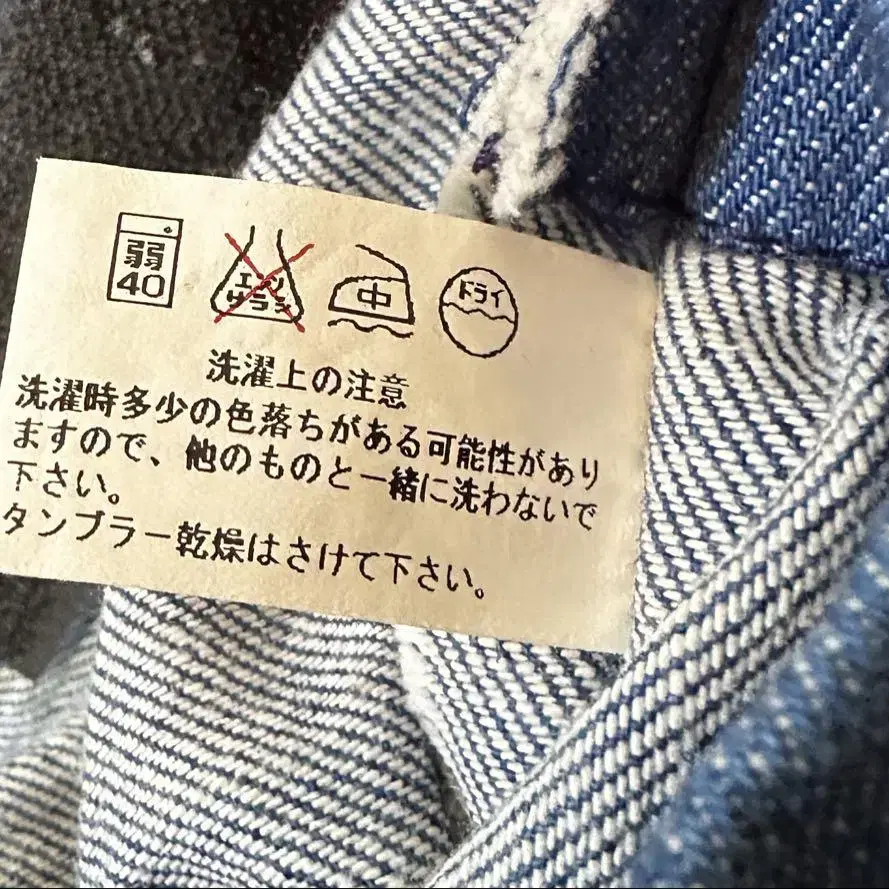 弱
40
エンソ
サラシ
中
ドライ
洗濯上の注意
洗濯時多少の色落ちがある可能性があり
ますので、他のものと一緒に洗わないで
下さい。
タンブラー乾燥はさけて下さい。